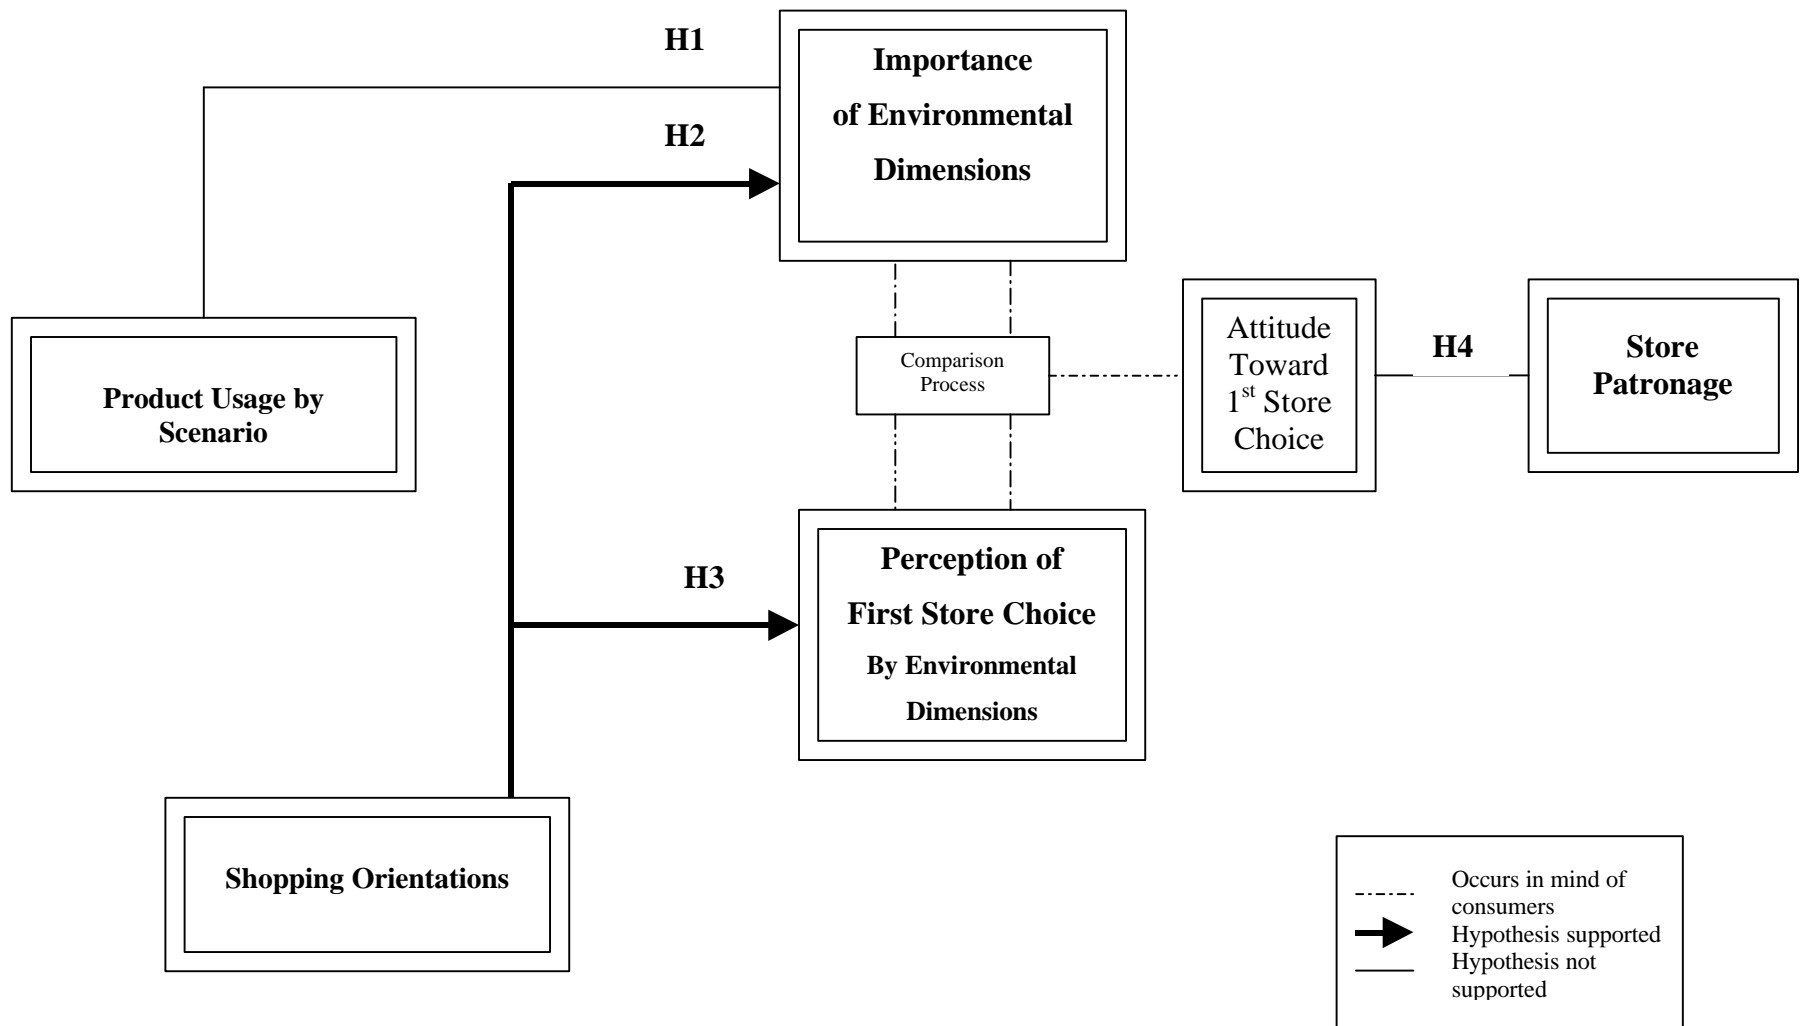 H1
Importance
of Environmental
Dimensions
H2
Product Usage by
Scenario
Comparison
Process
Attitude
Toward
1st Store
Choice
H4
Store
Patronage
H3
Perception of
First Store Choice
By Environmental
Dimensions
Shopping Orientations
Occurs in mind of
consumers
Hypothesis supported
Hypothesis not
supported